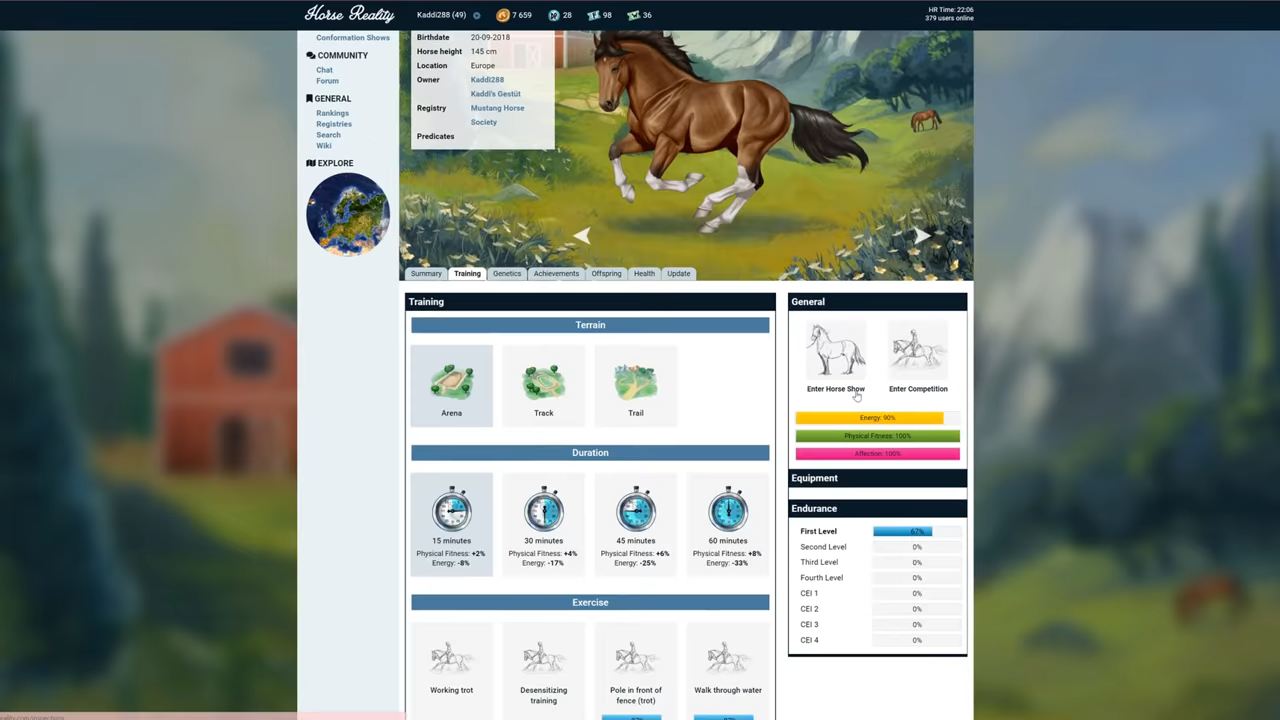 Horse Reality
Kaddi288 (49)
7 659
28
98
36
HR Time: 22:06
379 users online
Conformation Shows
COMMUNITY
Chat
Forum
GENERAL
Rankings
Registries
Search
Wiki
EXPLORE
Birthdate 20-09-2018
Horse height 145 cm
Location Europe
Owner Kaddi288
Kaddi's Gestüt
Registry Mustang Horse
Society
Predicates
Summary Training Genetics Achievements Offspring Health Update
Training
Terrain
Arena Track Trail
Duration
15 minutes 30 minutes 45 minutes 60 minutes
Physical Fitness: +2% Physical Fitness: +4% Physical Fitness: +6% Physical Fitness: +8%
Energy: -8% Energy: -17% Energy: -25% Energy: -33%
Exercise
Working trot Desensitizing Pole in front of Walk through water
training fence (trot)
General
Enter Horse Show Enter Competition
Energy: 90%
Physical Fitness: 100%
Affection: 100%
Equipment
Endurance
First Level 67%
Second Level 0%
Third Level 0%
Fourth Level 0%
CEI 1 0%
CEI 2 0%
CEI 3 0%
CEI 4 0%